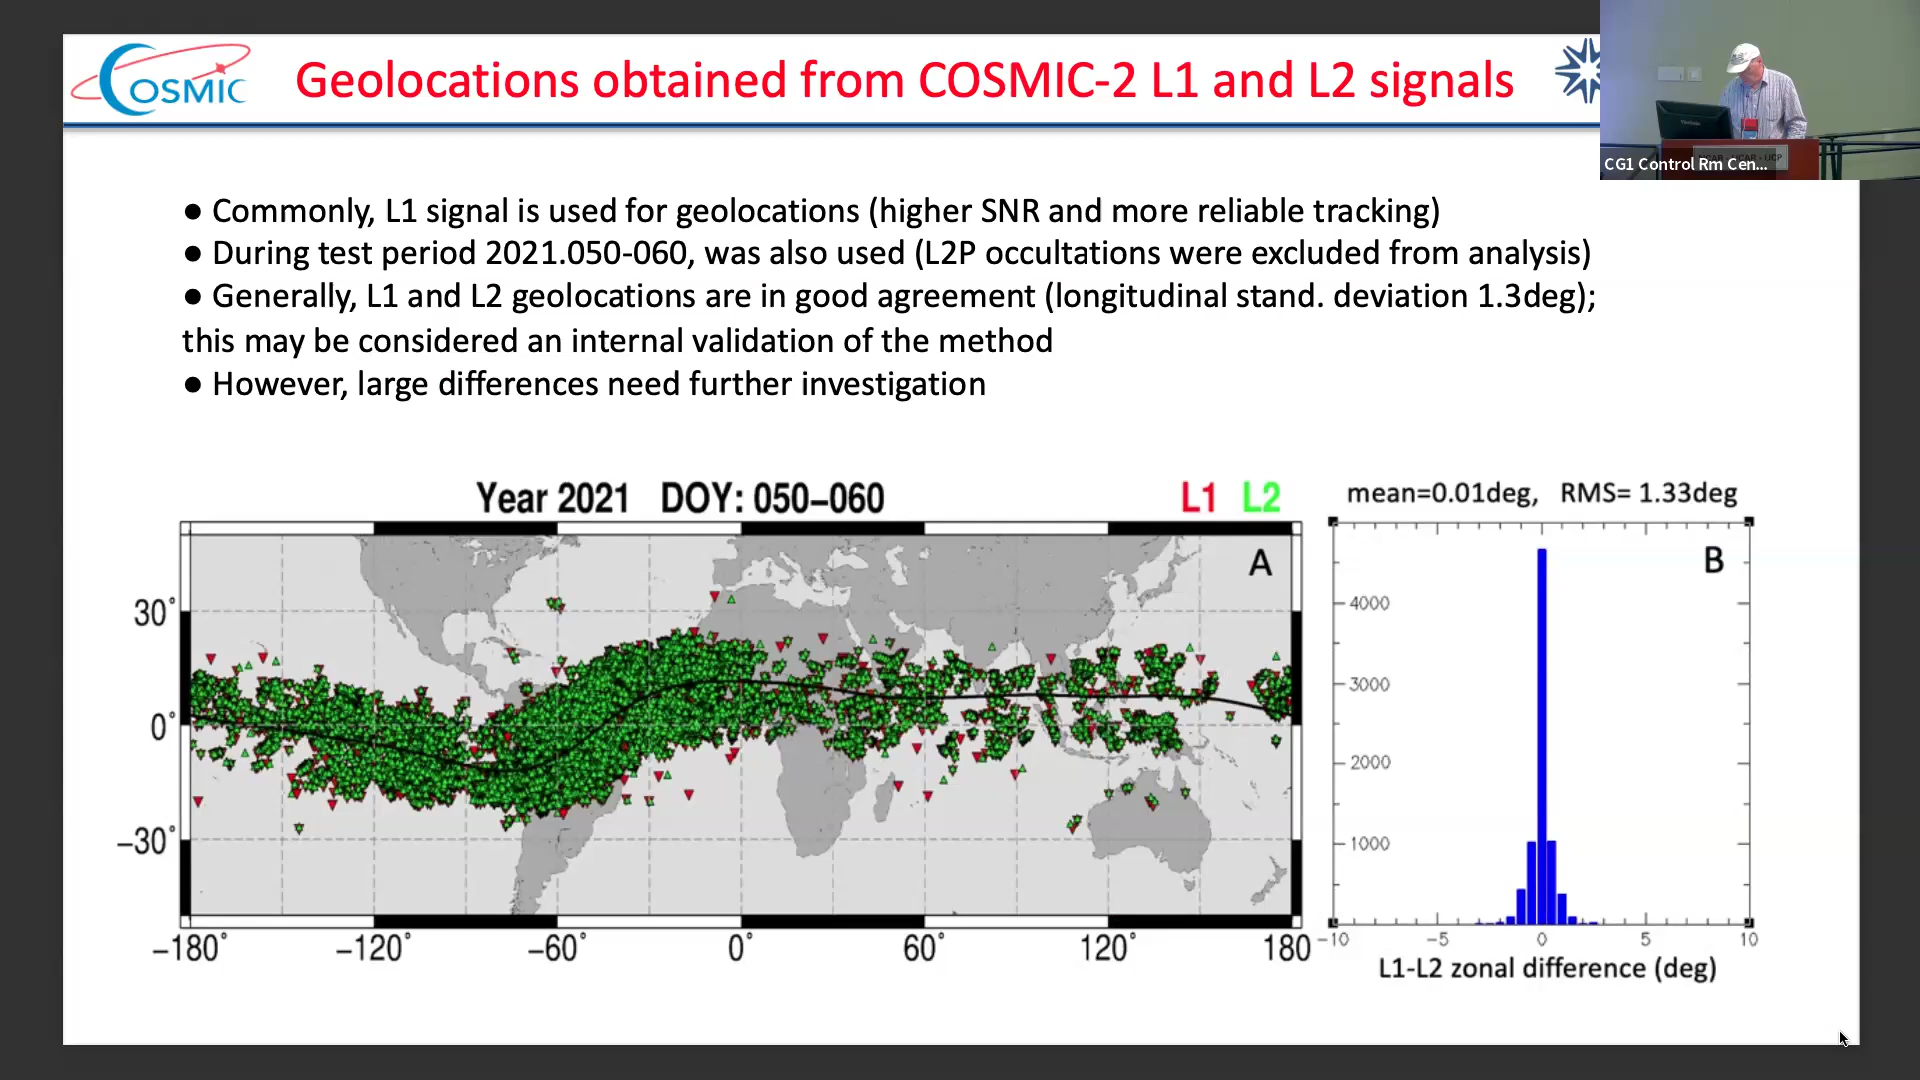 COSMIC
Geolocations obtained from COSMIC-2 L1 and L2 signals
CG1 Control Rm Cen...
● Commonly, L1 signal is used for geolocations (higher SNR and more reliable tracking)
● During test period 2021.050-060, was also used (L2P occultations were excluded from analysis)
● Generally, L1 and L2 geolocations are in good agreement (longitudinal stand. deviation 1.3deg);
this may be considered an internal validation of the method
● However, large differences need further investigation
Year 2021 DOY: 050–060 L1 L2
mean=0.01deg, RMS= 1.33deg
A
B
30°
0°
−30°
−180° −120° −60° 0° 60° 120° 180
4000
3000
2000
1000
−10 −5 0 5 10
L1-L2 zonal difference (deg)